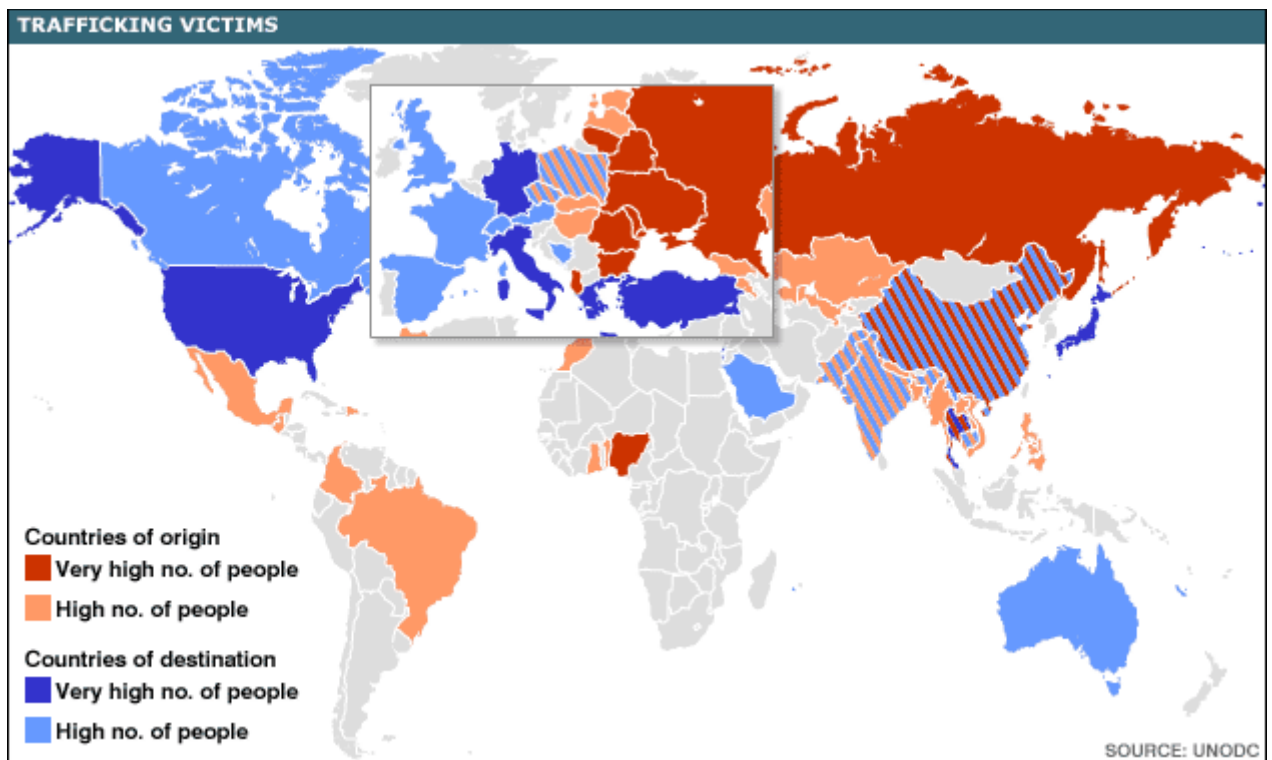 TRAFFICKING VICTIMS
Countries of origin
Very high no. of people
High no. of people
Countries of destination
Very high no. of people
High no. of people
SOURCE: UNODC